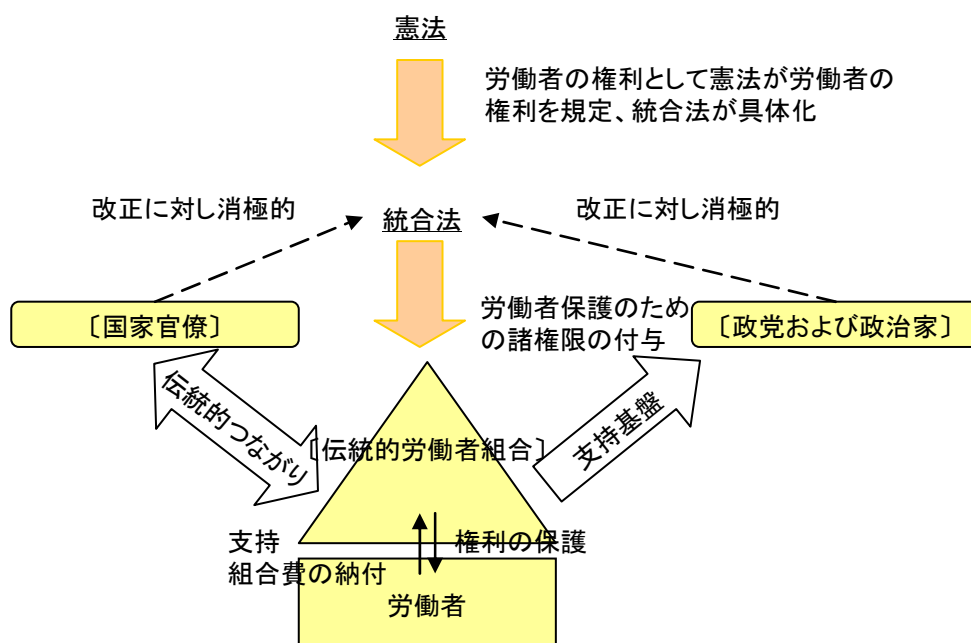 憲法
労働者の権利として憲法が労働者の
権利を規定、統合法が具体化
改正に対し消極的
統合法
改正に対し消極的
〔国家官僚〕
労働者保護のため
の諸権限の付与
〔政党および政治家〕
伝統的つながり
〔伝統的労働者組合〕
支持基盤
支持
組合費の納付
権利の保護
労働者